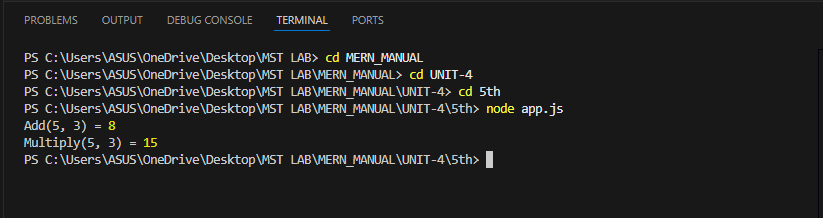 PROBLEMS OUTPUT DEBUG CONSOLE TERMINAL PORTS
PS C:\Users\ASUS\OneDrive\Desktop\MST LAB> cd MERN_MANUAL
PS C:\Users\ASUS\OneDrive\Desktop\MST LAB\MERN_MANUAL> cd UNIT-4
PS C:\Users\ASUS\OneDrive\Desktop\MST LAB\MERN_MANUAL\UNIT-4> cd 5th
PS C:\Users\ASUS\OneDrive\Desktop\MST LAB\MERN_MANUAL\UNIT-4\5th> node app.js
Add(5, 3) = 8
Multiply(5, 3) = 15
PS C:\Users\ASUS\OneDrive\Desktop\MST LAB\MERN_MANUAL\UNIT-4\5th>